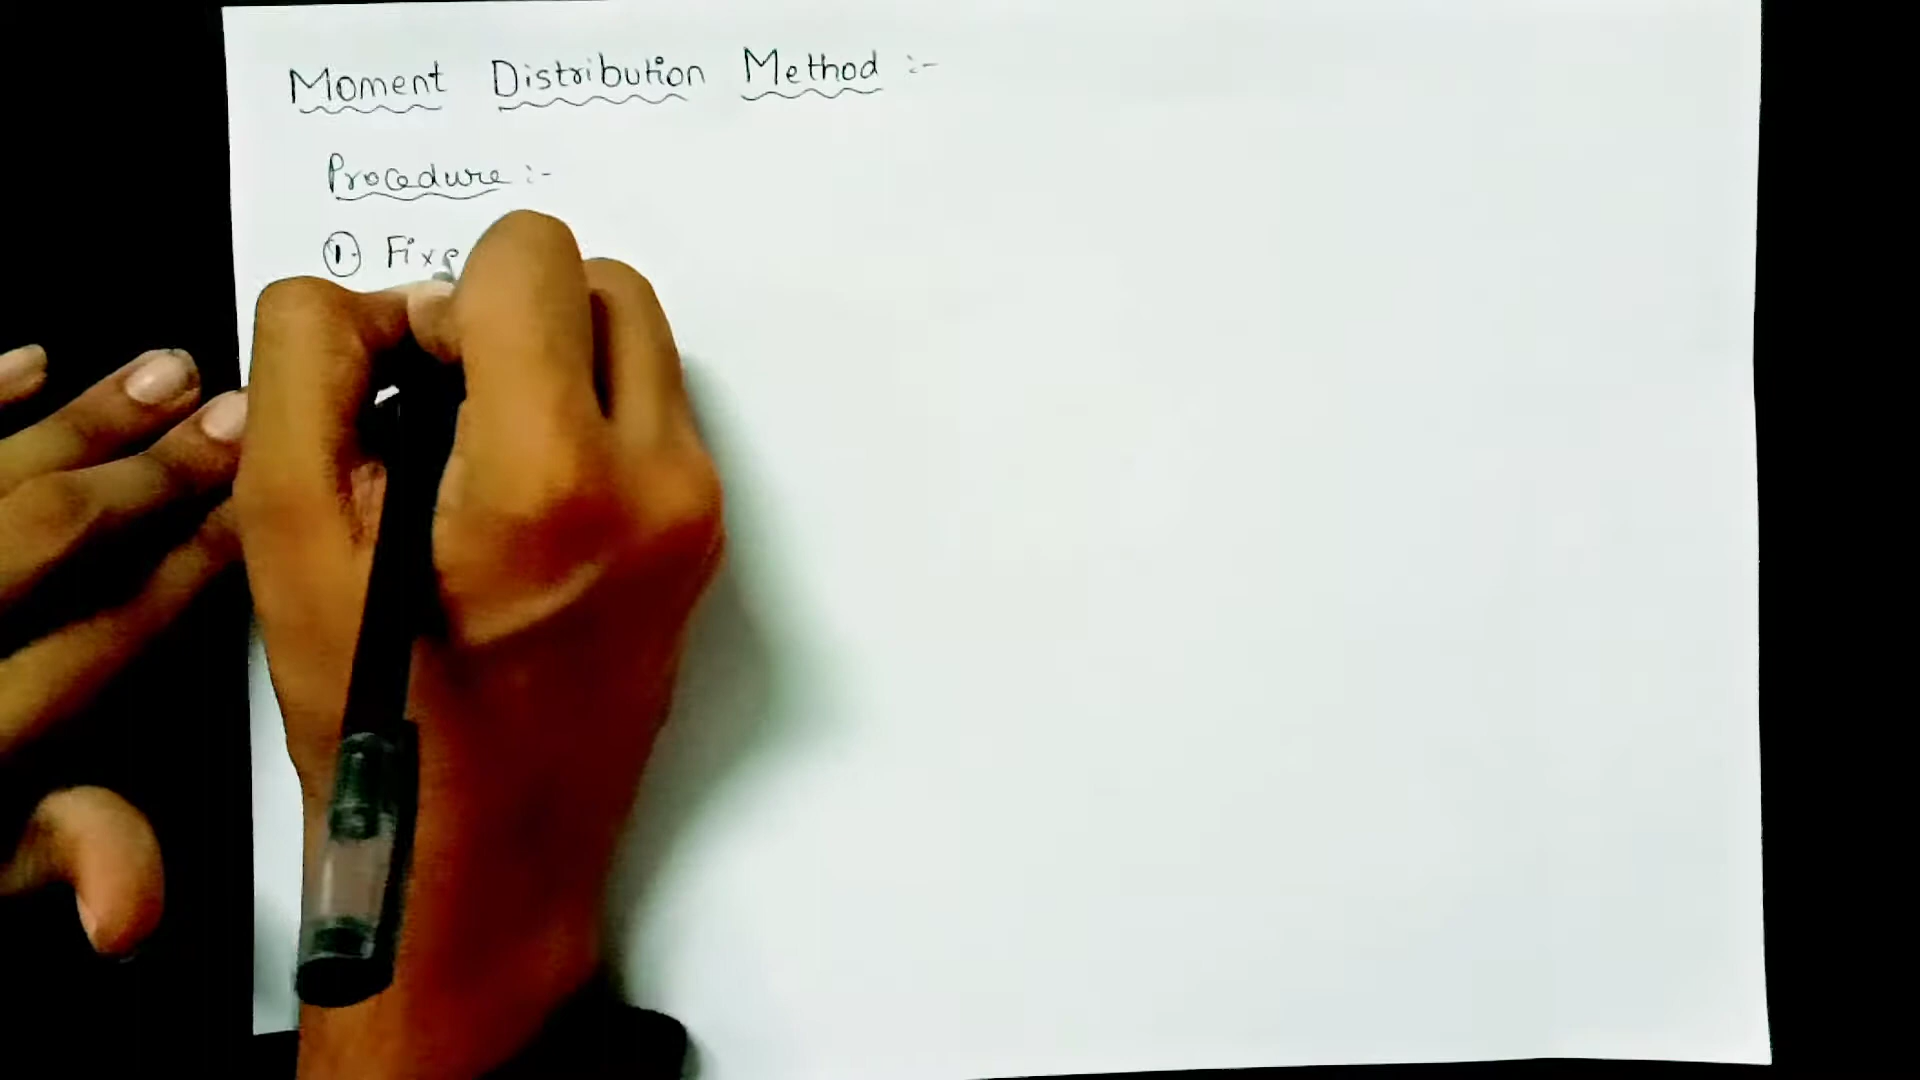 Moment Distribution Method :-
Procedure :-
1. Fixe